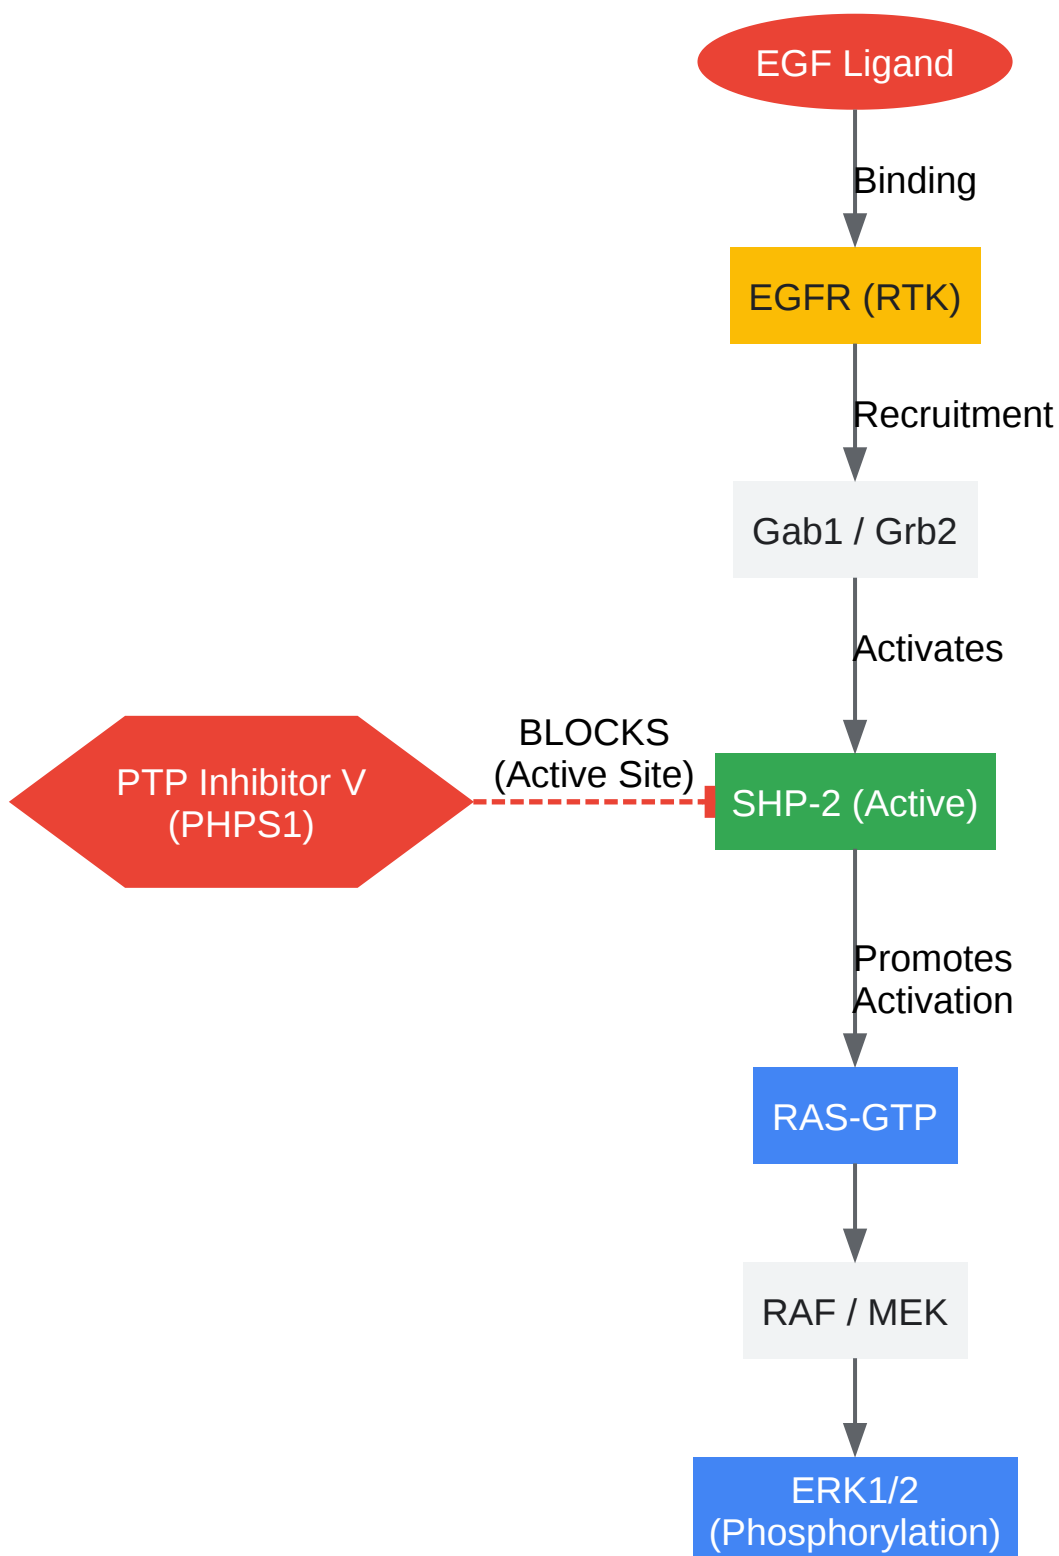 EGF Ligand
Binding
EGFR (RTK)
Recruitment
Gab1 / Grb2
Activates
PTP Inhibitor V
(PHPS1)
BLOCKS
(Active Site)
SHP-2 (Active)
Promotes
Activation
RAS-GTP
RAF / MEK
ERK1/2
(Phosphorylation)